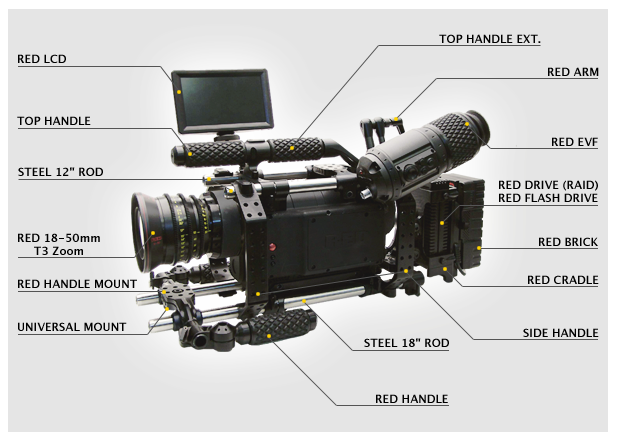 TOP HANDLE EXT.
RED LCD
RED ARM
TOP HANDLE
RED EVF
STEEL 12" ROD
RED DRIVE (RAID)
RED FLASH DRIVE
RED 18-50mm
T3 Zoom
RED BRICK
RED HANDLE MOUNT
RED CRADLE
UNIVERSAL MOUNT
SIDE HANDLE
STEEL 18" ROD
RED HANDLE